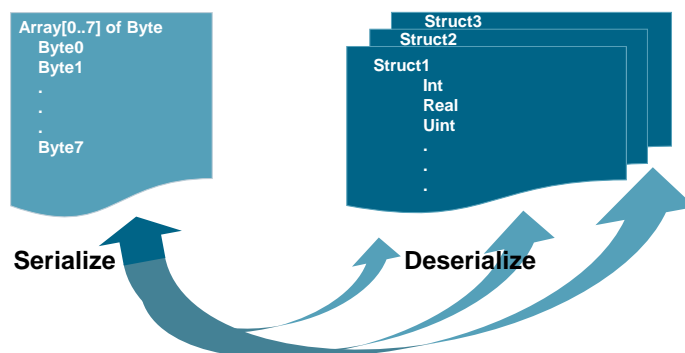 Array[0..7] of Byte
Byte0
Byte1
.
.
.
Byte7
Struct3
Struct2
Struct1
Int
Real
Uint
.
.
.
Serialize
Deserialize